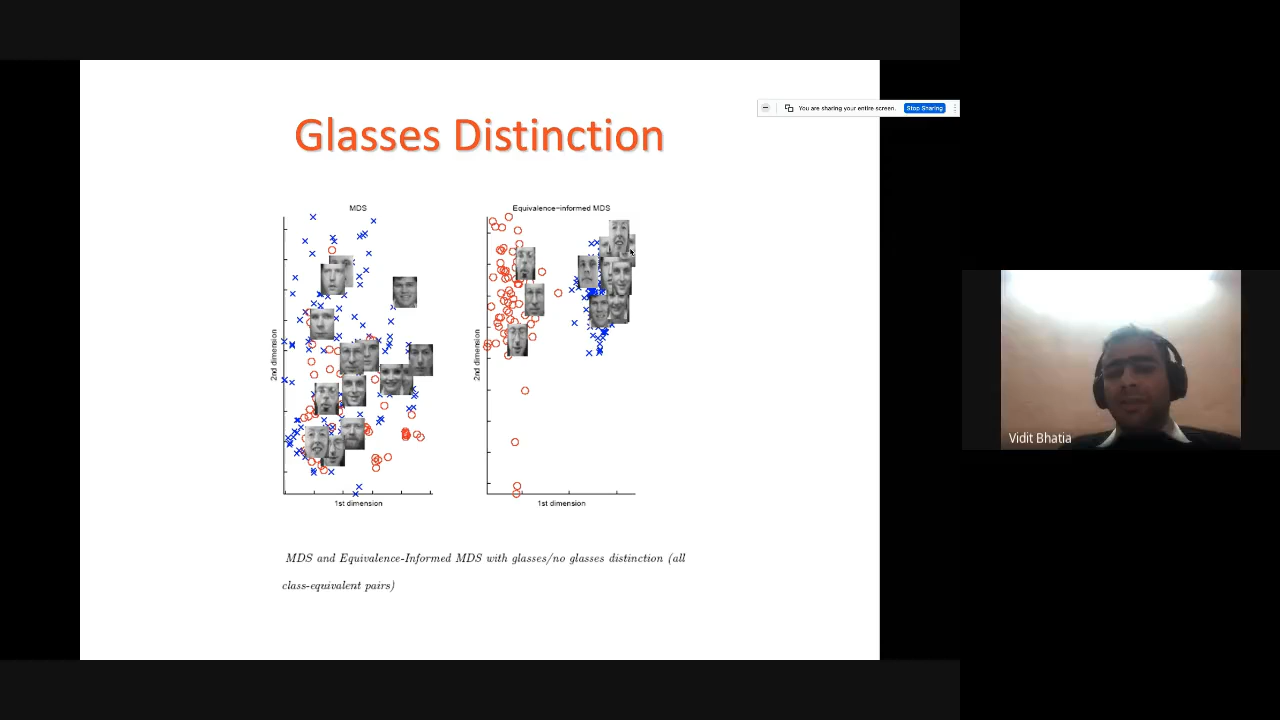 You are sharing your entire screen.
Stop Sharing
Glasses Distinction
MDS
Equivalence-informed MDS
2nd dimension
2nd dimension
1st dimension
1st dimension
MDS and Equivalence-Informed MDS with glasses/no glasses distinction (all
class-equivalent pairs)
Vidit Bhatia